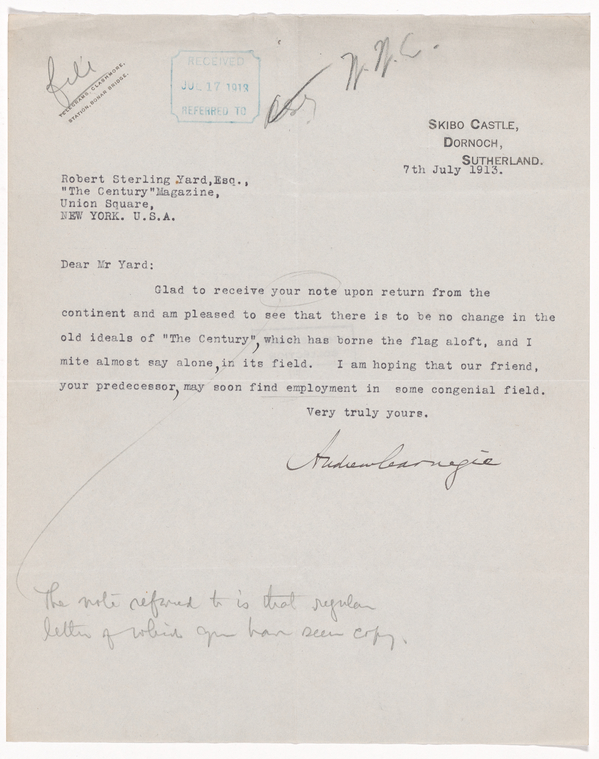 file
TELEGRAMS, CLASHMORE,
STATION, BONAR BRIDGE.
RECEIVED
JUL 17 1913
REFERRED TO
SKIBO CASTLE,
DORNOCH,
SUTHERLAND.
7th July 1913.
Robert Sterling Yard,Esq.,
"The Century"Magazine,
Union Square,
NEW YORK. U.S.A.
Dear Mr Yard:
Glad to receive your note upon return from the
continent and am pleased to see that there is to be no change in the
old ideals of "The Century", which has borne the flag aloft, and I
mite almost say alone, in its field. I am hoping that our friend,
your predecessor, may soon find employment in some congenial field.
Very truly yours.
Andrew Carnegie
The note referred to is that regular
letter of which you have seen copy.